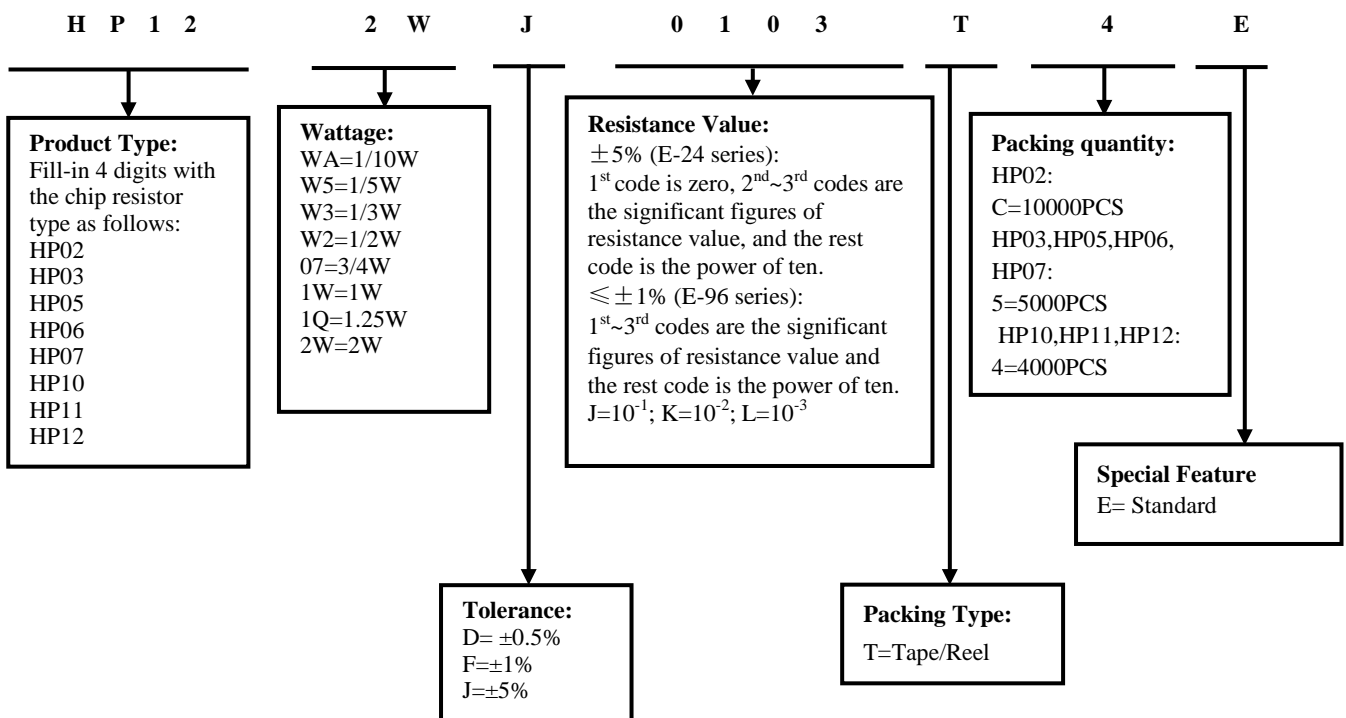 H P 1 2 2 W J 0 1 0 3 T 4 E
Product Type:
Fill-in 4 digits with
the chip resistor
type as follows:
HP02
HP03
HP05
HP06
HP07
HP10
HP11
HP12
Wattage:
WA=1/10W
W5=1/5W
W3=1/3W
W2=1/2W
07=3/4W
1W=1W
1Q=1.25W
2W=2W
Resistance Value:
±5% (E-24 series):
1st code is zero, 2nd~3rd codes are
the significant figures of
resistance value, and the rest
code is the power of ten.
≦±1% (E-96 series):
1st~3rd codes are the significant
figures of resistance value and
the rest code is the power of ten.
J=10-1; K=10-2; L=10-3
Packing quantity:
HP02:
C=10000PCS
HP03,HP05,HP06,
HP07:
5=5000PCS
HP10,HP11,HP12:
4=4000PCS
Special Feature
E= Standard
Tolerance:
D= ±0.5%
F=±1%
J=±5%
Packing Type:
T=Tape/Reel